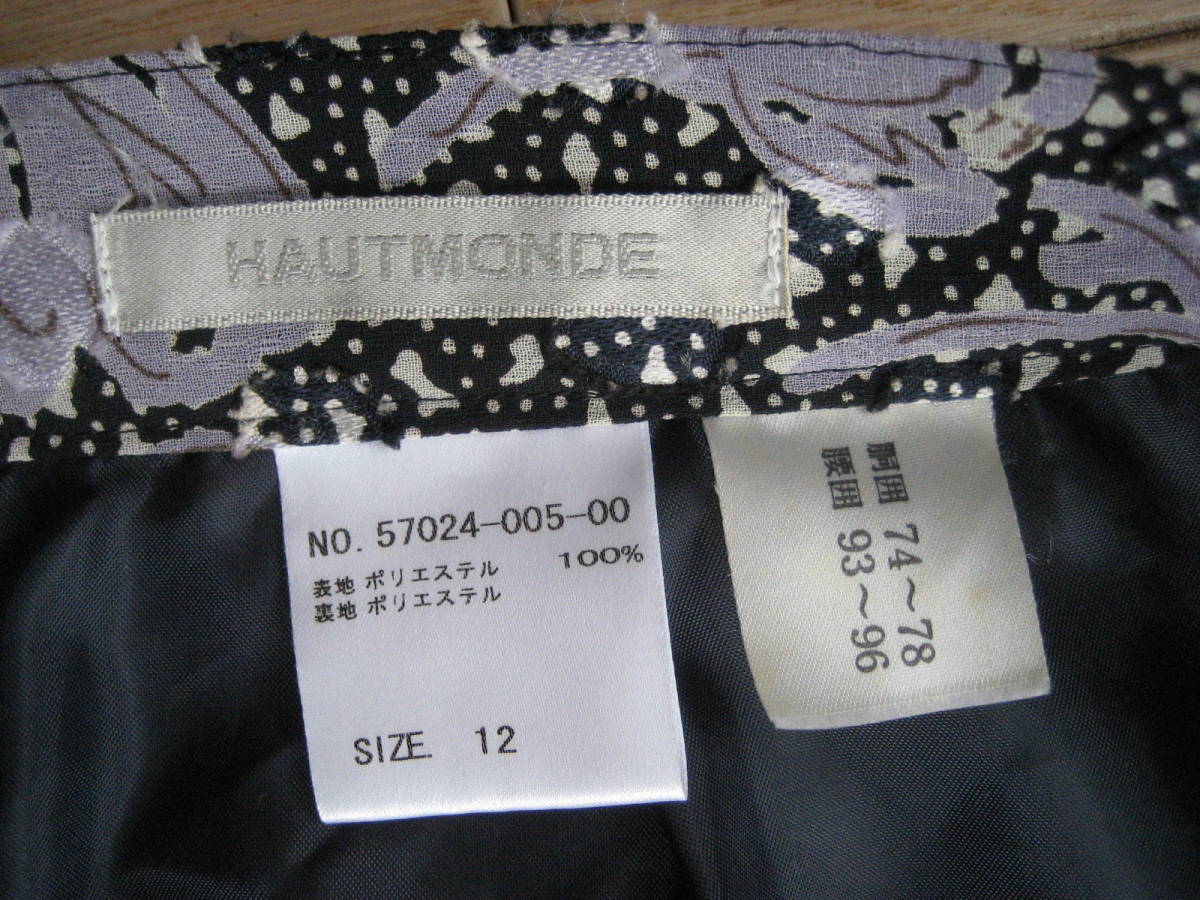 HAUTMONDE
NO. 57024-005-00
表地 ポリエステル 100%
裏地 ポリエステル
SIZE. 12
胴囲 74～78
腰囲 93～96